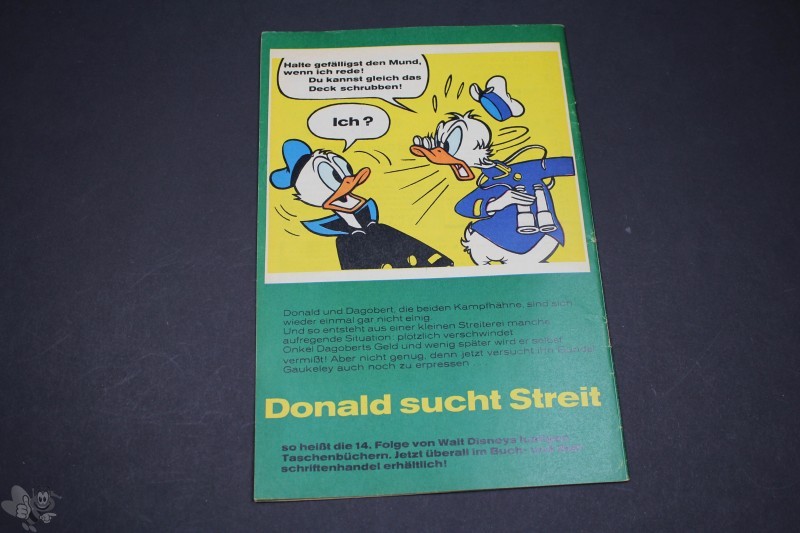 Halte gefälligst den Mund,
wenn ich rede!
Du kannst gleich das
Deck schrubben!
Ich ?
Donald und Dagobert, die beiden Kampfhähne, sind sich
wieder einmal gar nicht einig.
Und so entsteht aus einer kleinen Streiterei manche
aufregende Situation: plötzlich verschwindet
Onkel Dagoberts Geld und wenig später wird er selbst
vermißt! Aber nicht genug, denn jetzt versucht ihn
Gaukeley auch noch zu erpressen
Donald sucht Streit
so heißt die 14. Folge von Walt Disneys
Taschenbüchern. Jetzt überall im Buch- und
schriftenhandel erhältlich!